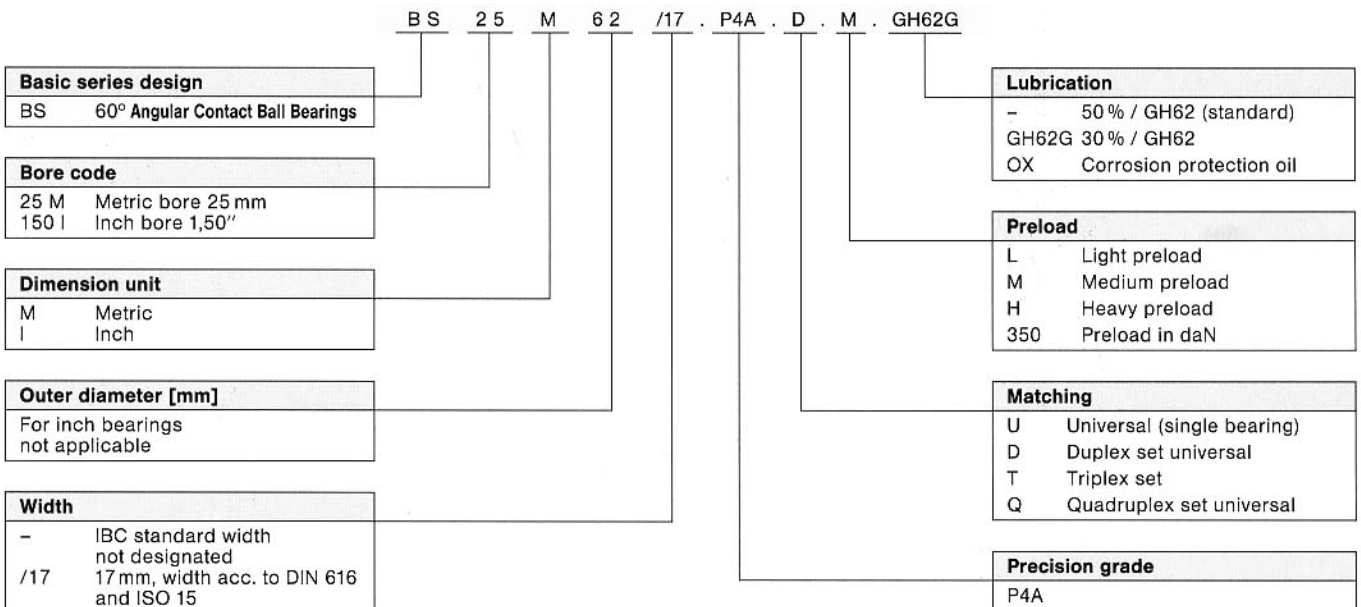 BS 25 M 62 /17 . P4A . D . M . GH62G
Basic series design
BS 60° Angular Contact Ball Bearings
Bore code
25 M Metric bore 25 mm
150 I Inch bore 1,50″
Dimension unit
M Metric
I Inch
Outer diameter [mm]
For inch bearings
not applicable
Width
– IBC standard width
not designated
/17 17 mm, width acc. to DIN 616
and ISO 15
Lubrication
– 50 % / GH62 (standard)
GH62G 30 % / GH62
OX Corrosion protection oil
Preload
L Light preload
M Medium preload
H Heavy preload
350 Preload in daN
Matching
U Universal (single bearing)
D Duplex set universal
T Triplex set
Q Quadruplex set universal
Precision grade
P4A